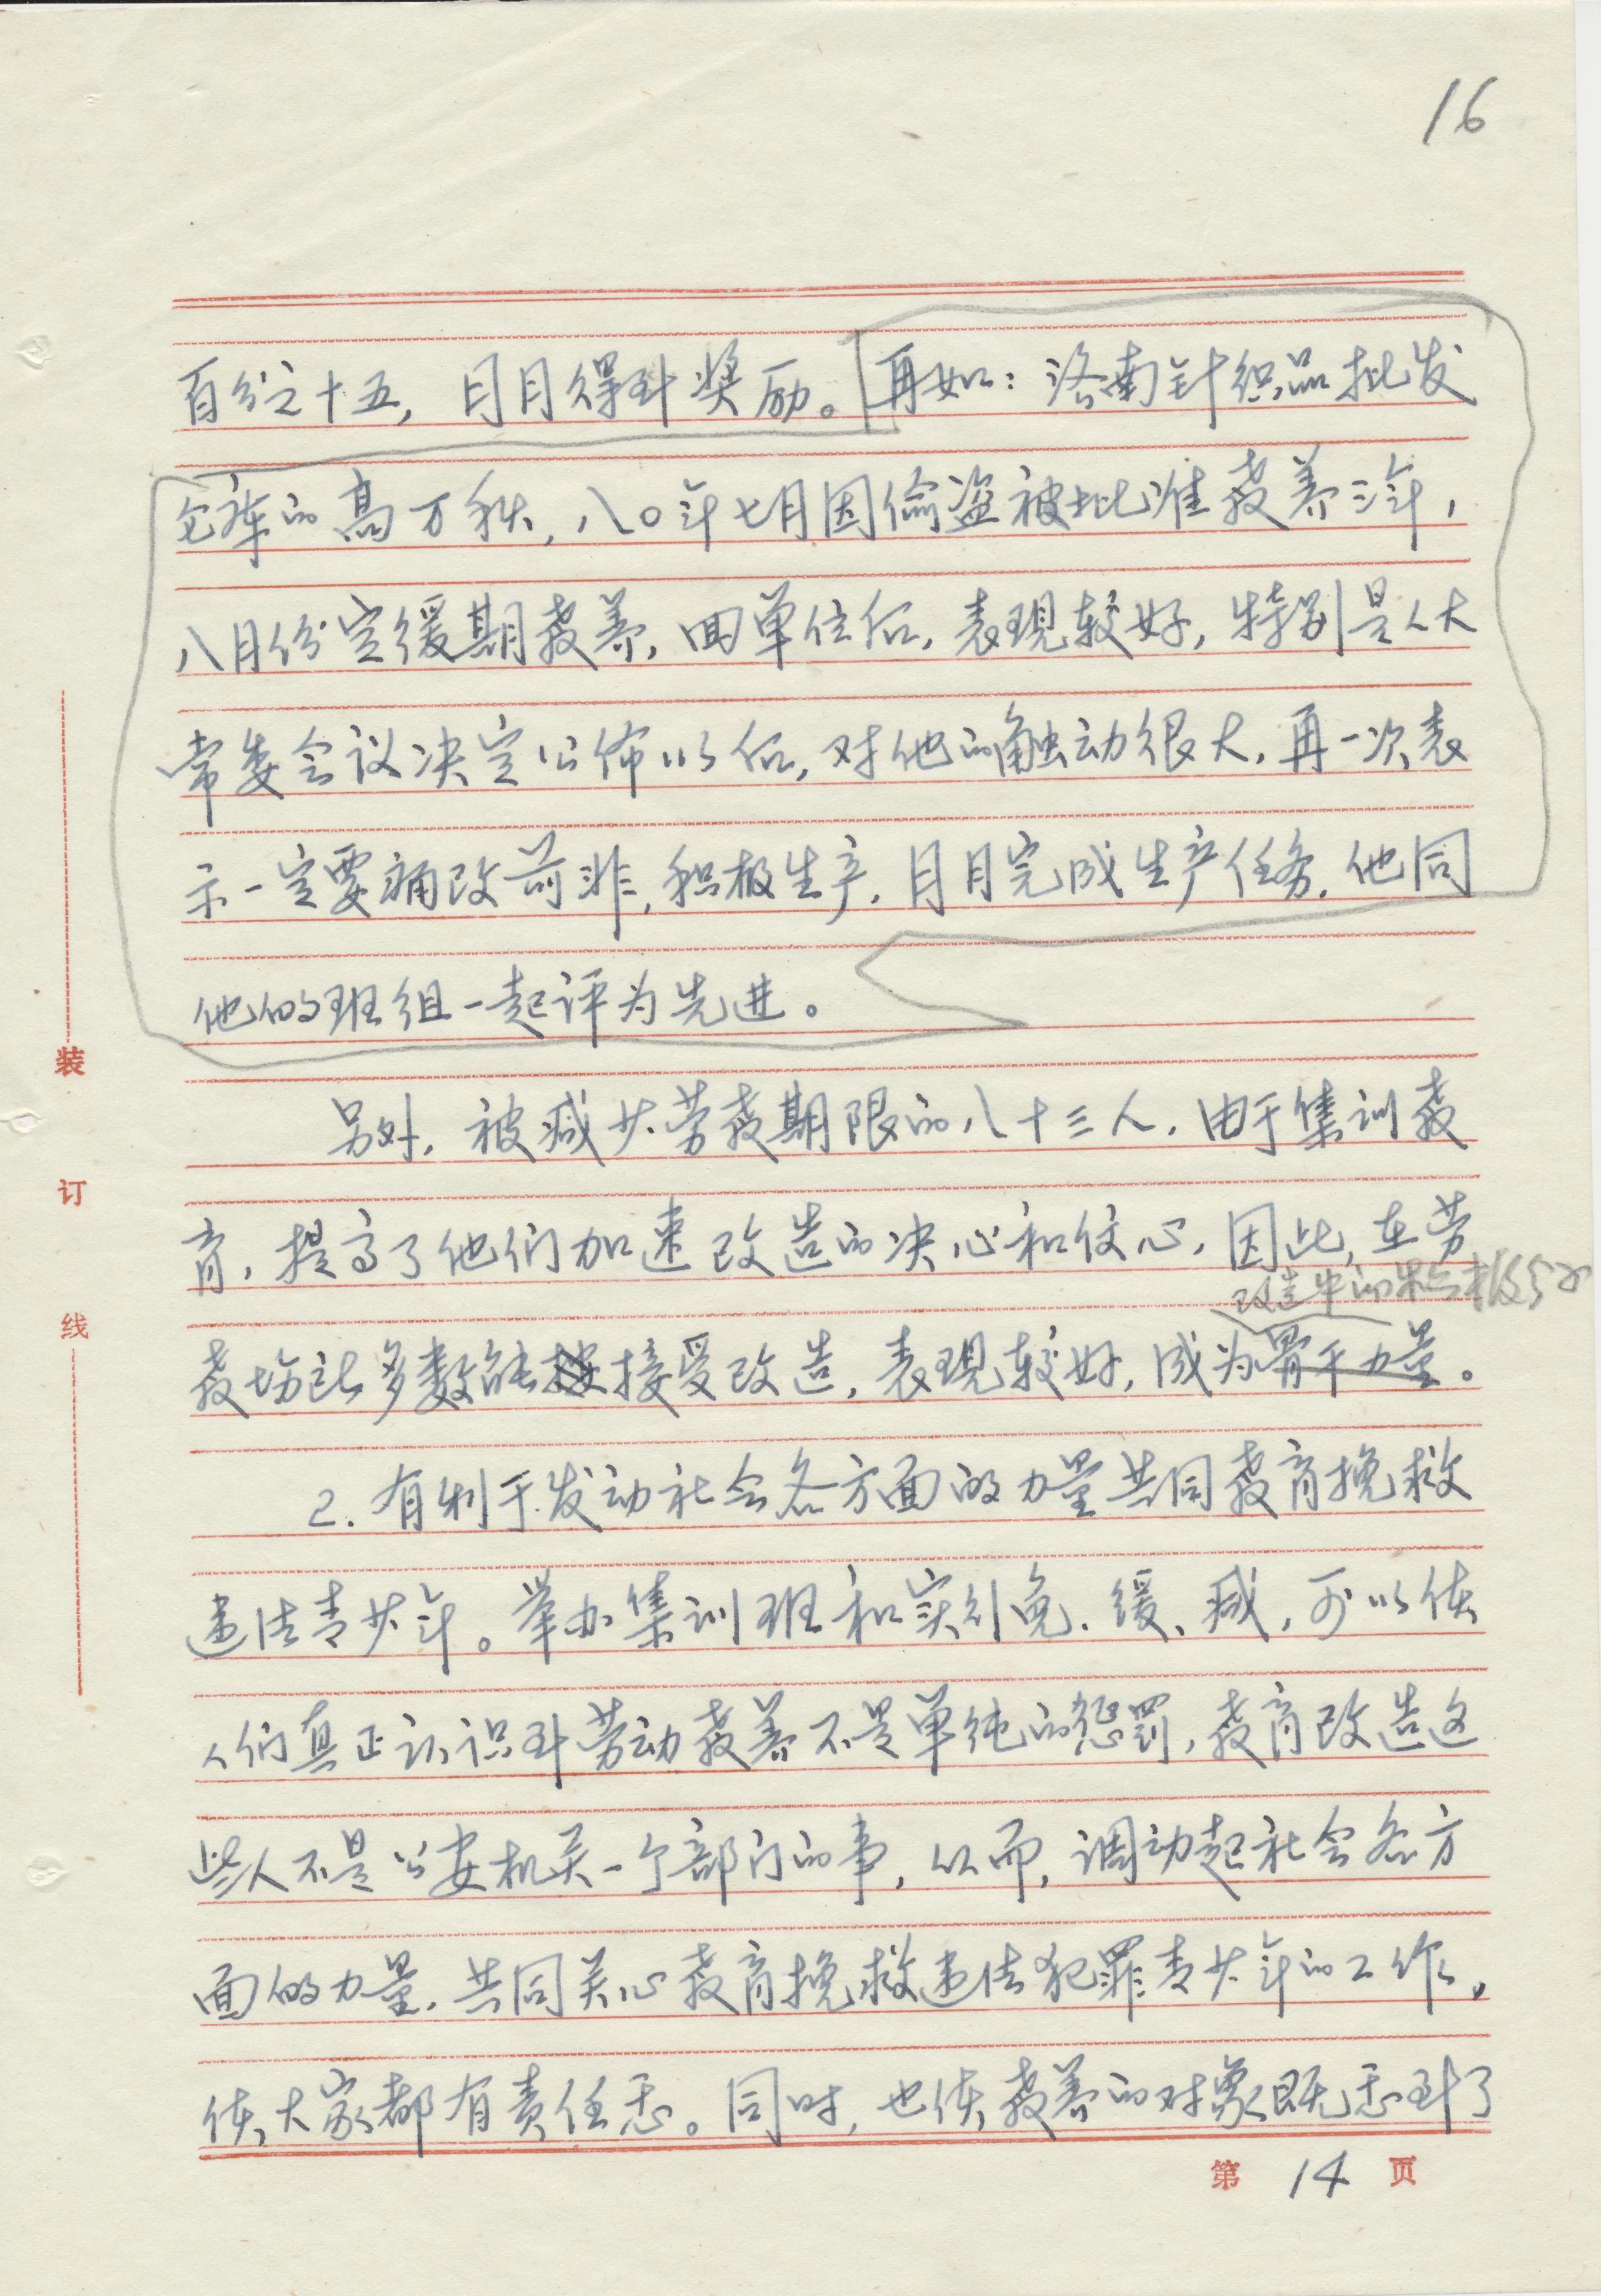 16
百分之十五，月月得到奖励。再如：洛南针织品批发
仓库的高万秋，八〇年七月因偷盗被批准教养三年，
八月份定缓期教养，回单位后，表现较好，特别是人大
常委会议决定公佈以后，对他的触动很大，再一次表
示一定要痛改前非，积极生产，月月完成生产任务，他同
他的班组一起评为先进。
另外，被减少劳教期限的八十三人，由于集训教
育，提高了他们加速改造的决心和信心，因此，在劳
改造中的积极分子
教场所多数能接受改造，表现较好，成为骨干力量。
2.有利于发动社会各方面的力量共同教育挽救
违法青少年。举办集训班和实行免、缓、减，可以使
人们真正认识到劳动教养不是单纯的惩罚，教育改造这
些人不是公安机关一个部门的事，从而，调动起社会各方
面的力量，共同关心教育挽救违法犯罪青少年的工作，
使大家都有责任感。同时，也使教养的对象既感到了
第 14 页
装
订
线